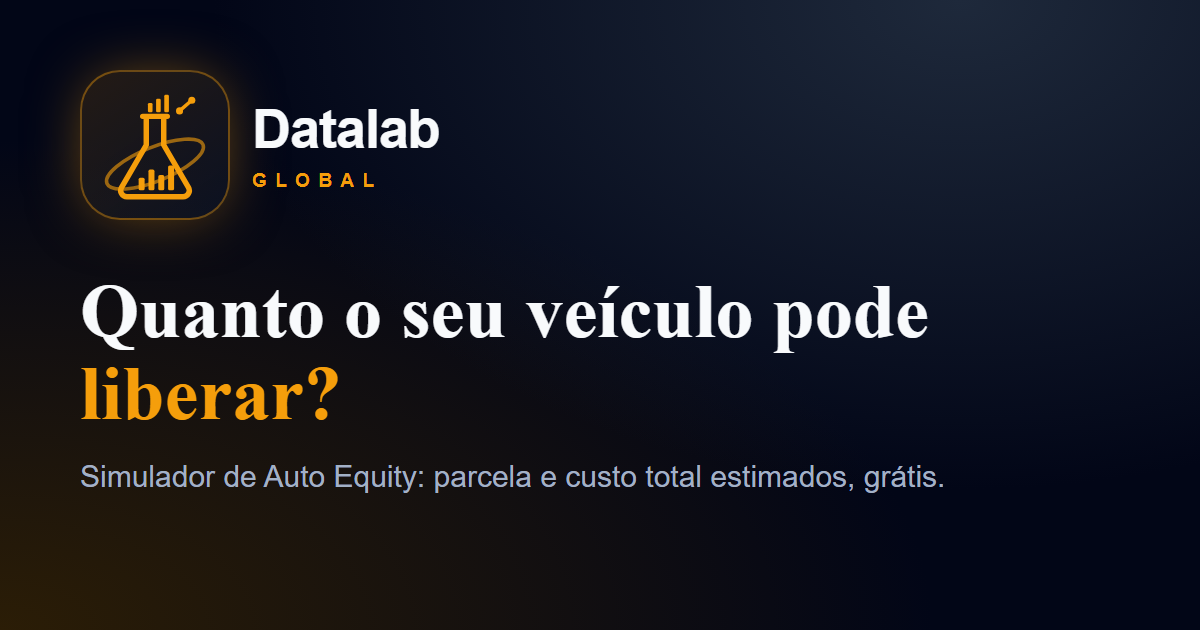 Datalab
GLOBAL
Quanto o seu veículo pode
liberar?
Simulador de Auto Equity: parcela e custo total estimados, grátis.